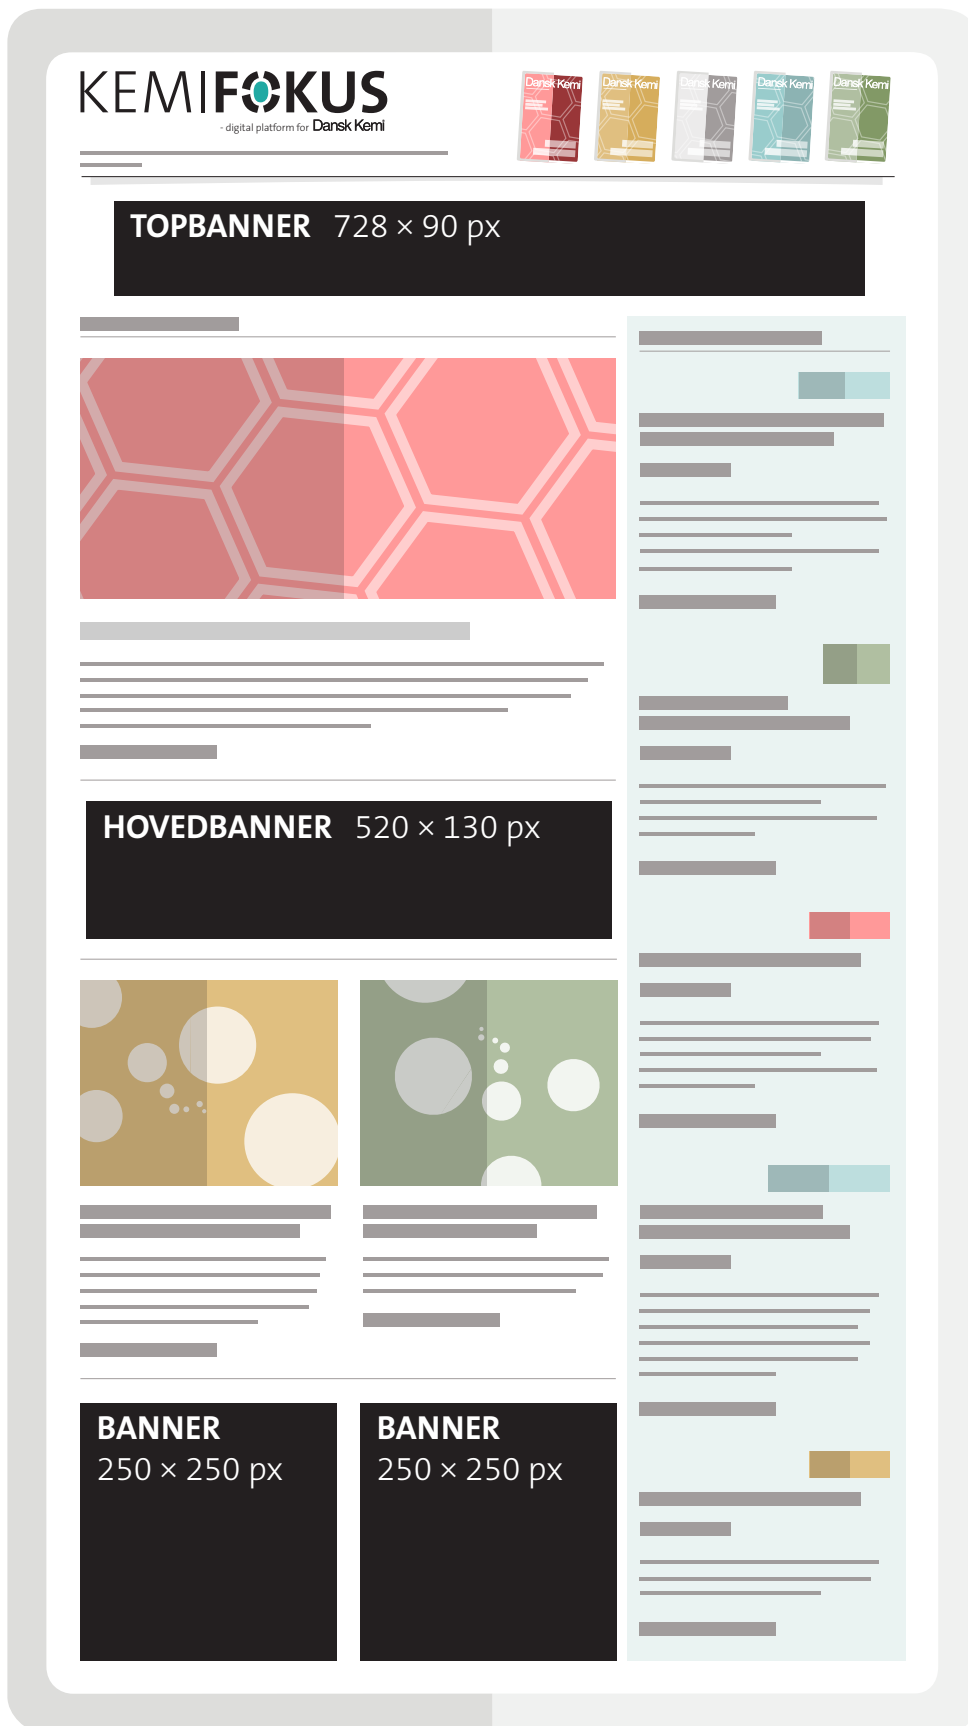 KEMIFOKUS
- digital platform for Dansk Kemi
Dansk Kemi
Dansk Kemi
Dansk Kemi
Dansk Kemi
Dansk Kemi
TOPBANNER 728 × 90 px
HOVEDBANNER 520 × 130 px
BANNER
250 × 250 px
BANNER
250 × 250 px